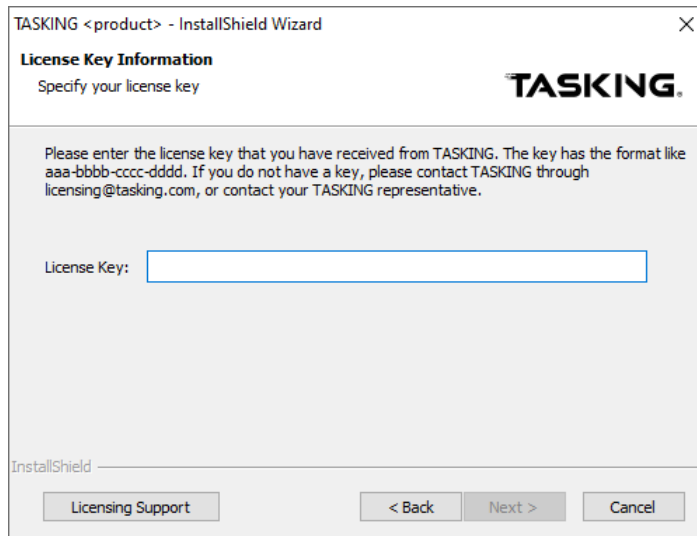 TASKING <product> - InstallShield Wizard
License Key Information
Specify your license key
TASKING.
Please enter the license key that you have received from TASKING. The key has the format like
aaa-bbbb-cccc-dddd. If you do not have a key, please contact TASKING through
licensing@tasking.com, or contact your TASKING representative.
License Key:
InstallShield
Licensing Support
< Back
Next >
Cancel